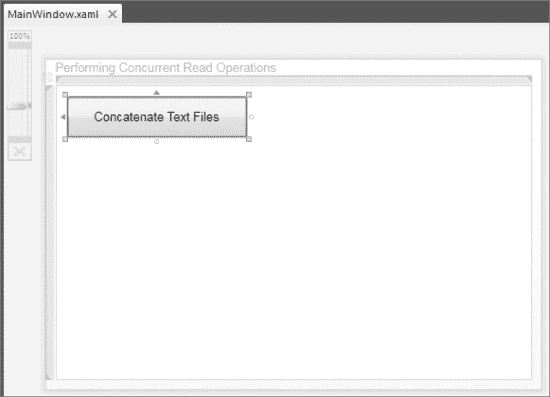 MainWindow.xaml
100%
Performing Concurrent Read Operations
Concatenate Text Files